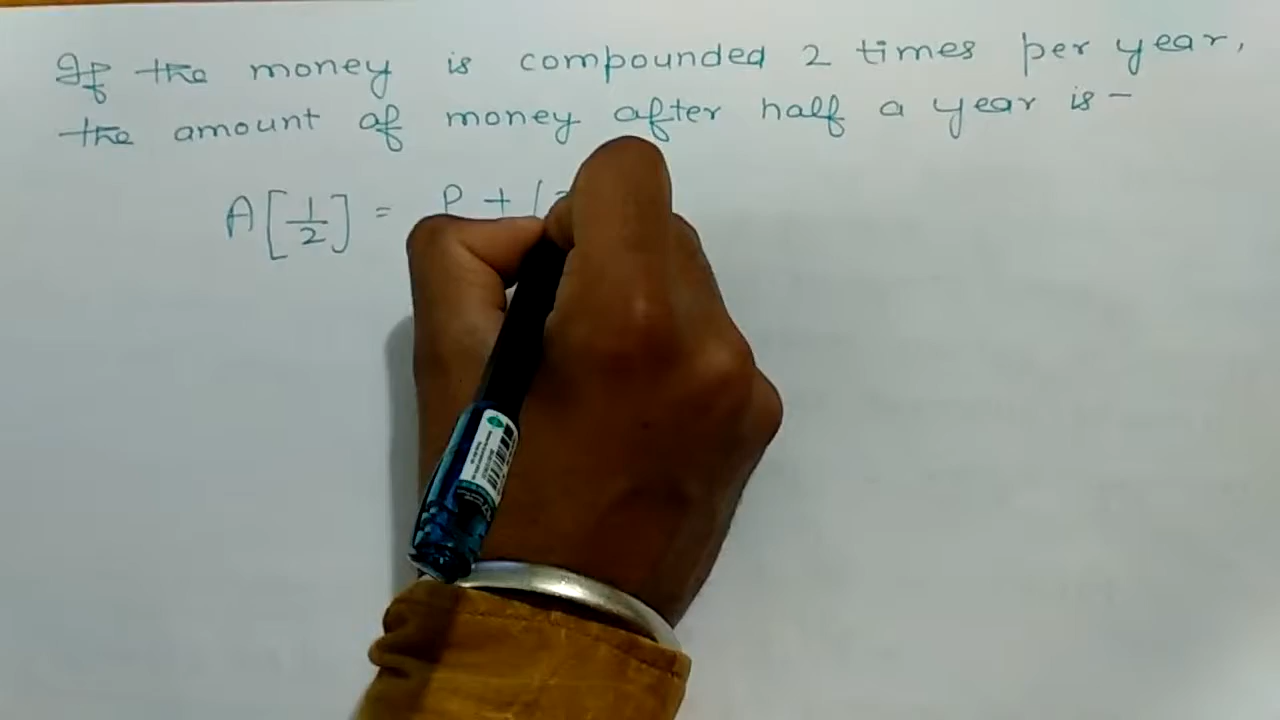 If the money is compounded 2 times per year,
the amount of money after half a year is -
A[1/2] = P + (